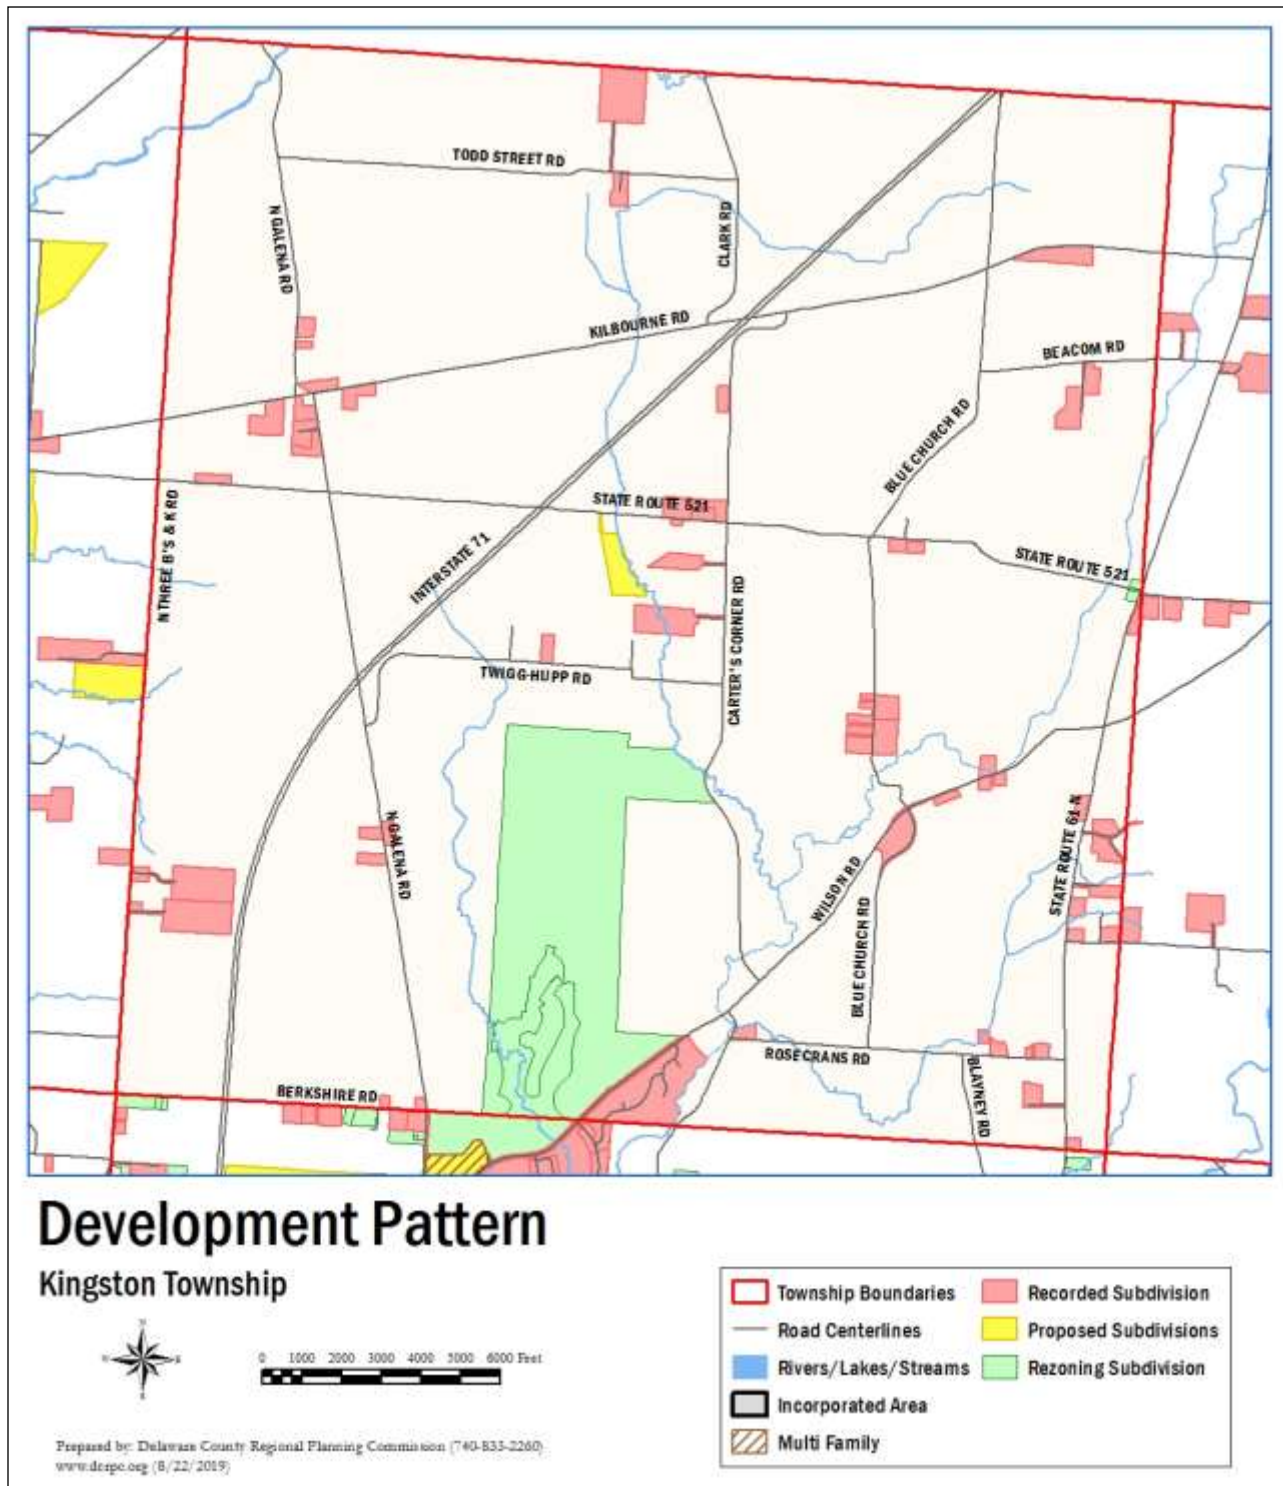 TODD STREET RD
N GALENA RD
CLARK RD
KILBOURNE RD
BEACOM RD
BLUE CHURCH RD
STATE ROUTE 521
N THREE B'S & K RD
INTERSTATE 71
STATE ROUTE 521
CARTER'S CORNER RD
TWIGG-HUPP RD
N GALENA RD
WILSON RD
STATE ROUTE 61 N
BLUE CHURCH RD
ROSECRANS RD
BLAYNEY RD
BERKSHIRE RD
Development Pattern
Kingston Township
N
W E
S
0 1000 2000 3000 4000 5000 6000 Feet
Prepared by: Delaware County Regional Planning Commission (740-833-2260)
www.dcrpc.org (8/22/2019)
Township Boundaries
Road Centerlines
Rivers/Lakes/Streams
Incorporated Area
Multi Family
Recorded Subdivision
Proposed Subdivisions
Rezoning Subdivision